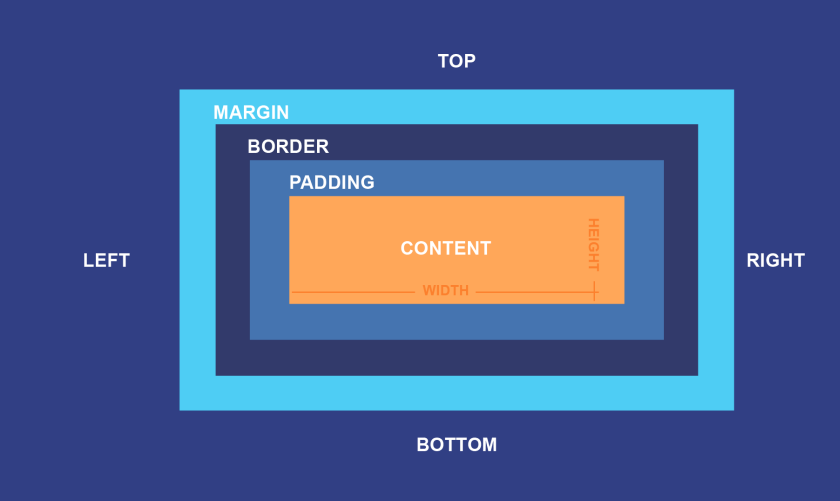 TOP
MARGIN
BORDER
PADDING
HEIGHT
CONTENT
LEFT
RIGHT
WIDTH
BOTTOM